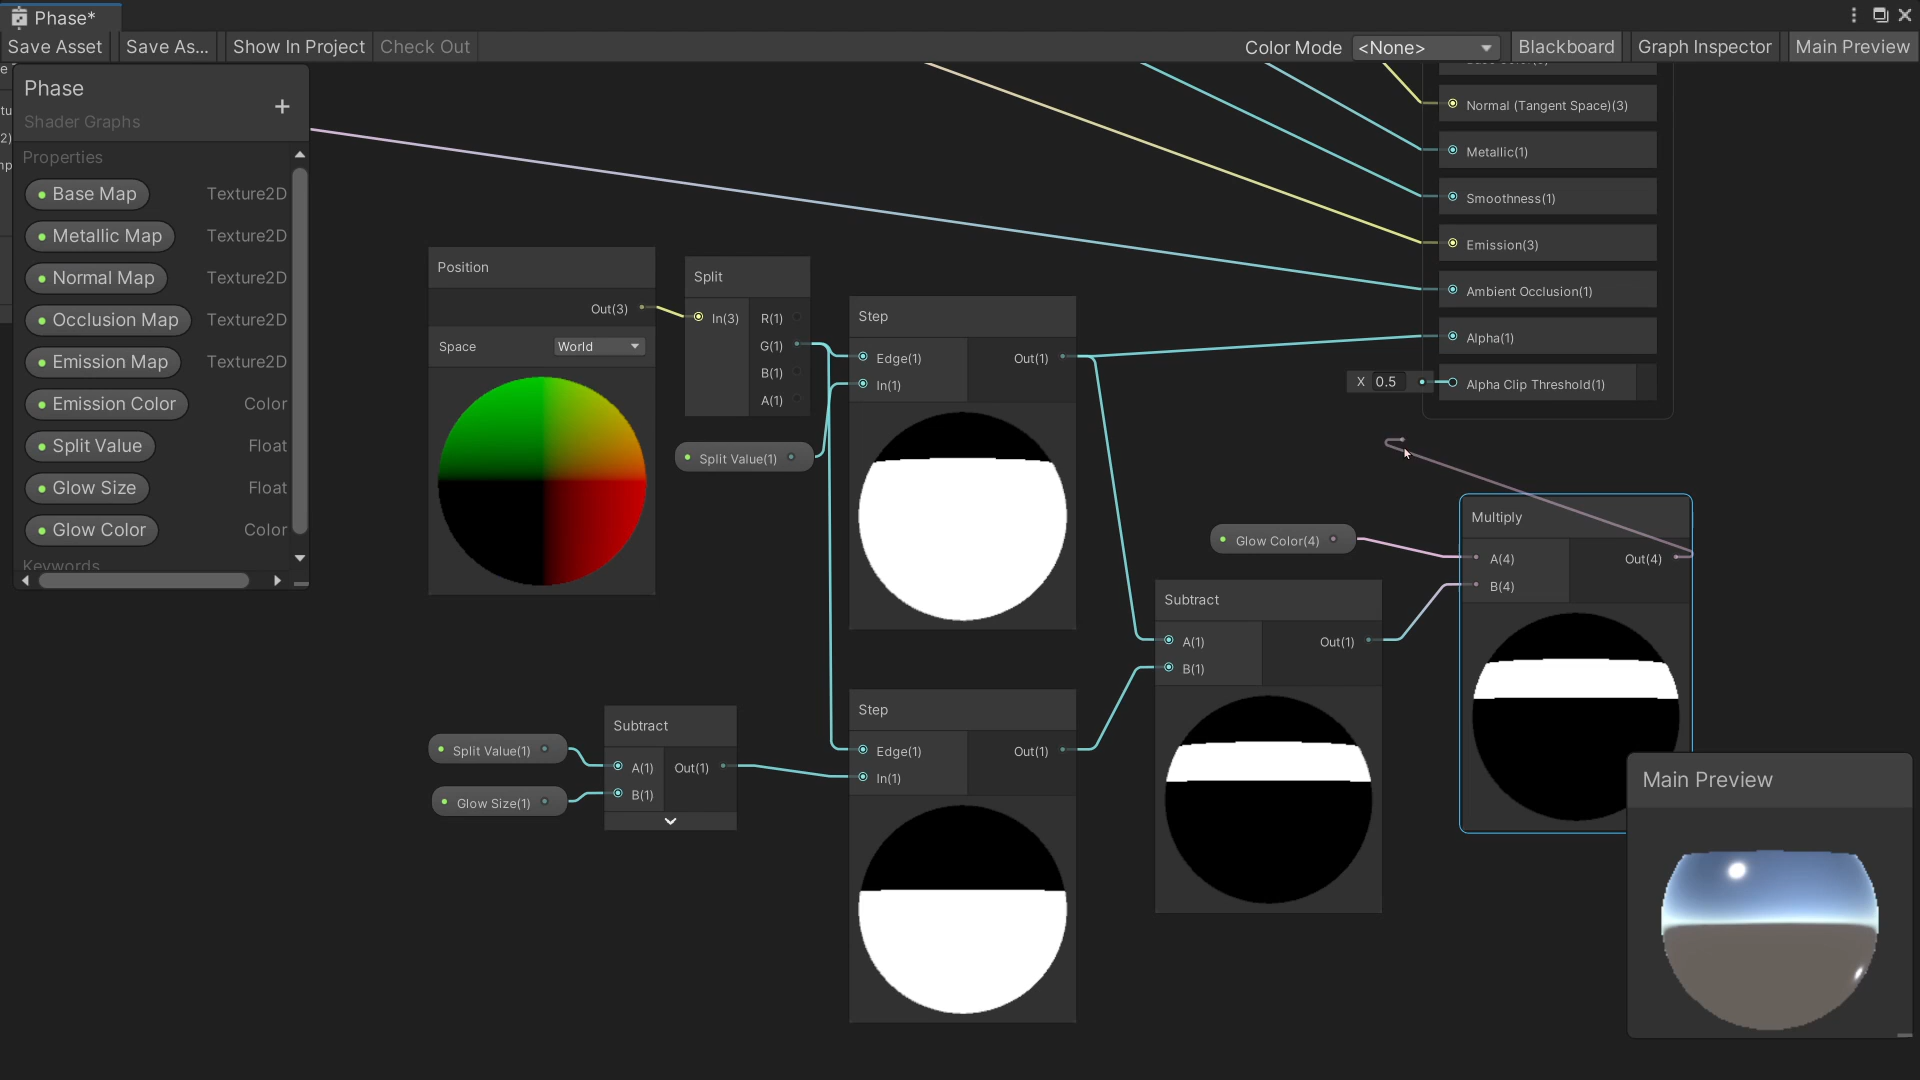 Phase*
Save Asset
Save As...
Show In Project
Check Out
Color Mode
<None>
Blackboard
Graph Inspector
Main Preview
Phase
Shader Graphs
+
Properties
Base Map Texture2D
Metallic Map Texture2D
Normal Map Texture2D
Occlusion Map Texture2D
Emission Map Texture2D
Emission Color Color
Split Value Float
Glow Size Float
Glow Color Color
Keywords
Normal (Tangent Space)(3)
Metallic(1)
Smoothness(1)
Emission(3)
Ambient Occlusion(1)
Alpha(1)
X 0.5
Alpha Clip Threshold(1)
Position
Out(3)
Space World
Split
In(3) R(1)
G(1)
B(1)
A(1)
Split Value(1)
Step
Edge(1) Out(1)
In(1)
Glow Color(4)
Multiply
A(4) Out(4)
B(4)
Subtract
A(1) Out(1)
B(1)
Step
Edge(1) Out(1)
In(1)
Split Value(1)
Glow Size(1)
Subtract
A(1) Out(1)
B(1)
Main Preview